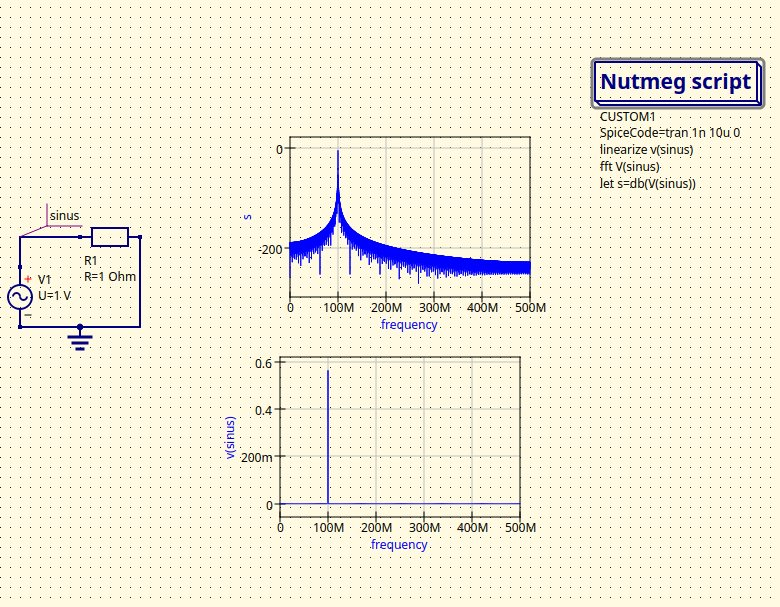 Nutmeg script
CUSTOM1
SpiceCode=tran 1n 10u 0
linearize v(sinus)
fft V(sinus)
let s=db(V(sinus))
sinus
R1
R=1 Ohm
V1
U=1 V
+
−
0
-200
s
0 100M 200M 300M 400M 500M
frequency
0.6
0.4
200m
0
v(sinus)
0 100M 200M 300M 400M 500M
frequency